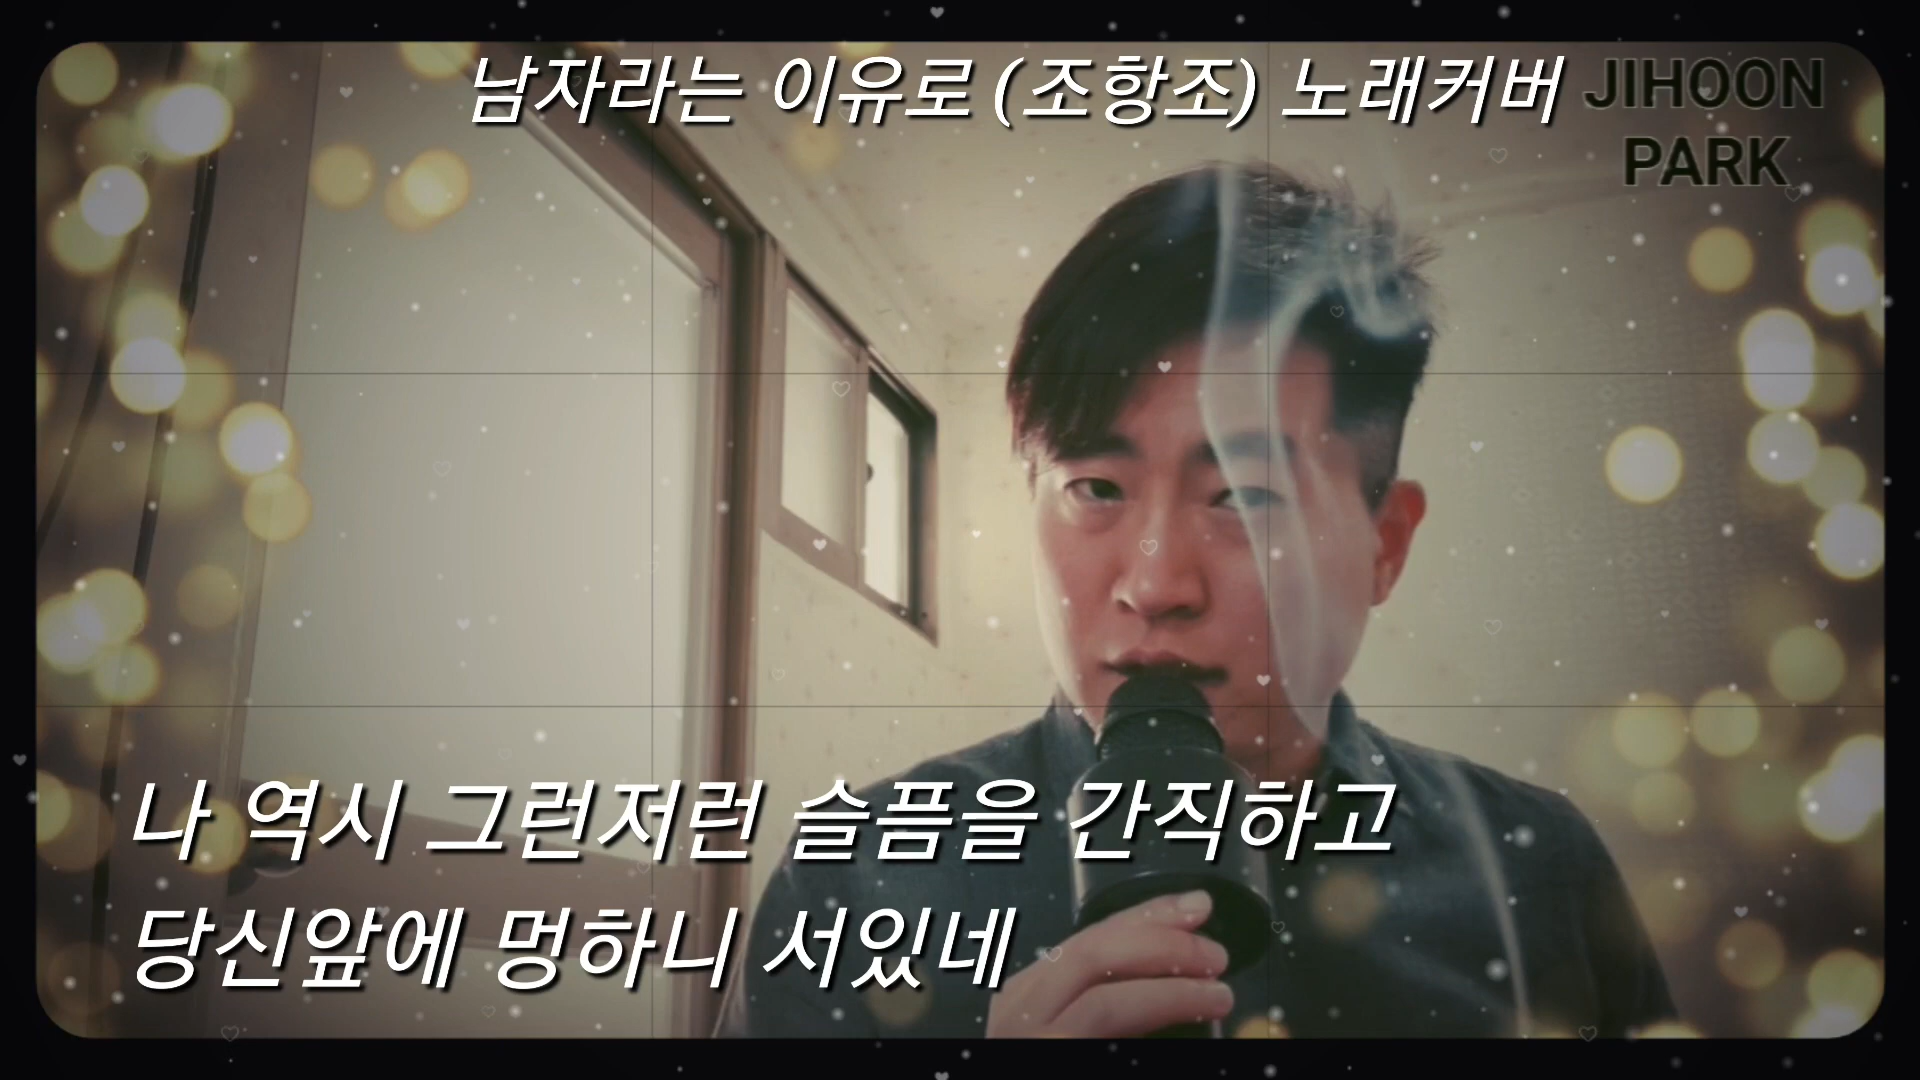 남자라는 이유로 (조항조) 노래커버
JIHOON
PARK
나 역시 그런저런 슬픔을 간직하고
당신앞에 멍하니 서있네